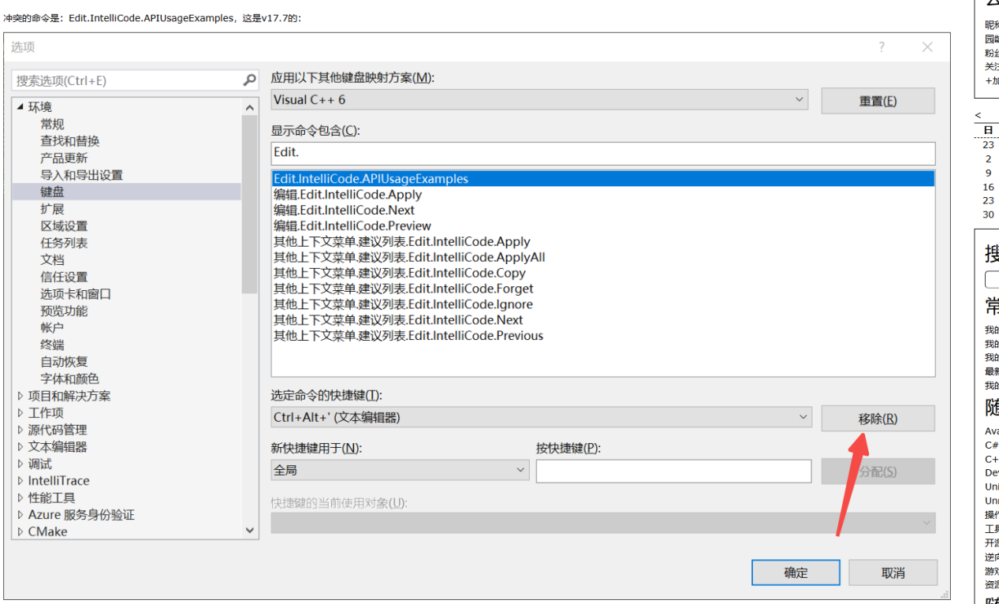 冲突的命令是：Edit.IntelliCode.APIUsageExamples，这是v17.7的：
选项
搜索选项(Ctrl+E)
环境
常规
查找和替换
产品更新
导入和导出设置
键盘
扩展
区域设置
任务列表
文档
信任设置
选项卡和窗口
预览功能
帐户
终端
自动恢复
字体和颜色
项目和解决方案
工作项
源代码管理
文本编辑器
调试
IntelliTrace
性能工具
Azure 服务身份验证
CMake
应用以下其他键盘映射方案(M):
Visual C++ 6
重置(E)
显示命令包含(C):
Edit.
Edit.IntelliCode.APIUsageExamples
编辑.Edit.IntelliCode.Apply
编辑.Edit.IntelliCode.Next
编辑.Edit.IntelliCode.Preview
其他上下文菜单.建议列表.Edit.IntelliCode.Apply
其他上下文菜单.建议列表.Edit.IntelliCode.ApplyAll
其他上下文菜单.建议列表.Edit.IntelliCode.Copy
其他上下文菜单.建议列表.Edit.IntelliCode.Forget
其他上下文菜单.建议列表.Edit.IntelliCode.Ignore
其他上下文菜单.建议列表.Edit.IntelliCode.Next
其他上下文菜单.建议列表.Edit.IntelliCode.Previous
选定命令的快捷键(T):
Ctrl+Alt+' (文本编辑器)
移除(R)
新快捷键用于(N):
按快捷键(P):
全局
分配(S)
快捷键的当前使用对象(U):
确定
取消
昵
园
粉
关
+加
<
日
23
2
9
16
23
30
搜
常
我的
我的
我的
最新
我的
随
Ava
C#
C+
De
Uni
Un
操作
工具
开源
逆向
游戏
资源